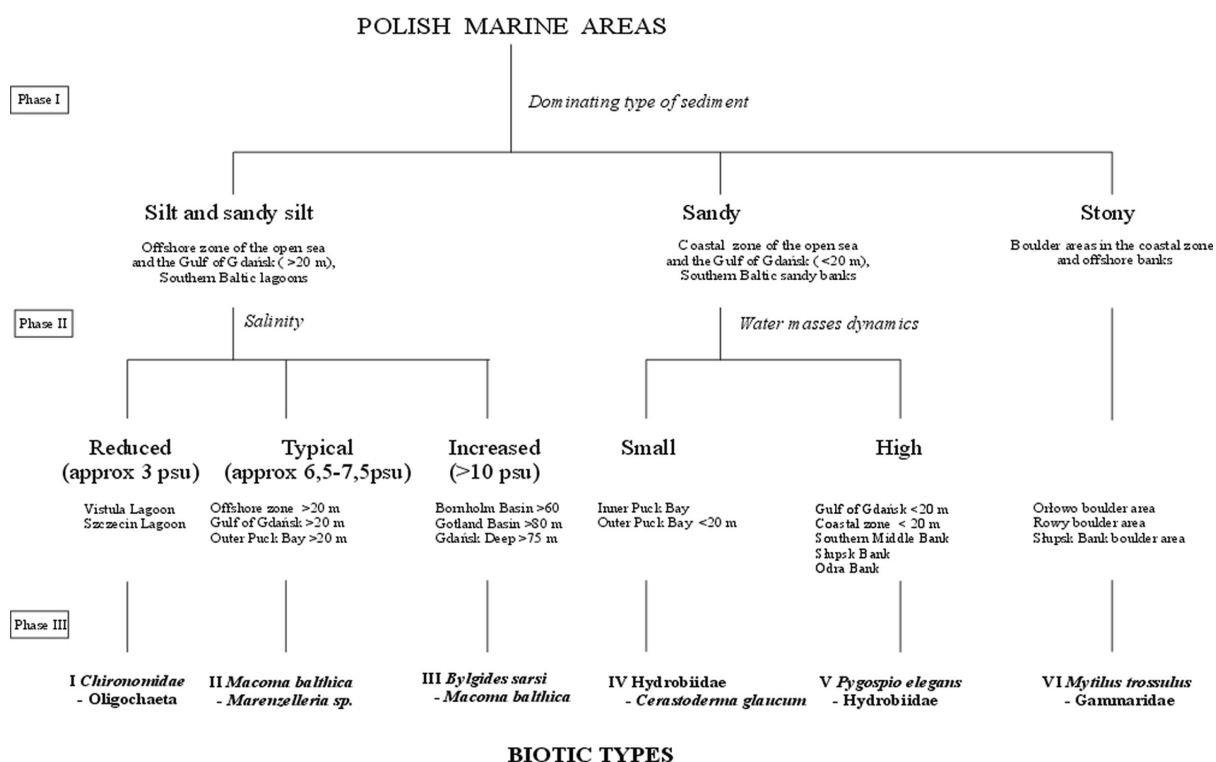 POLISH MARINE AREAS
Phase I
Dominating type of sediment
Silt and sandy silt
Offshore zone of the open sea
and the Gulf of Gdańsk ( >20 m),
Southern Baltic lagoons
Sandy
Coastal zone of the open sea
and the Gulf of Gdańsk (<20 m),
Southern Baltic sandy banks
Stony
Boulder areas in the coastal zone
and offshore banks
Phase II
Salinity
Water masses dynamics
Reduced
(approx 3 psu)
Vistula Lagoon
Szczecin Lagoon
Typical
(approx 6,5-7,5psu)
Offshore zone >20 m
Gulf of Gdańsk >20 m
Outer Puck Bay >20 m
Increased
(>10 psu)
Bornholm Basin >60
Gotland Basin >80 m
Gdańsk Deep >75 m
Small
Inner Puck Bay
Outer Puck Bay <20 m
High
Gulf of Gdańsk <20 m
Coastal zone < 20 m
Southern Middle Bank
Słupsk Bank
Odra Bank
Orłowo boulder area
Rowy boulder area
Słupsk Bank boulder area
Phase III
I Chironomidae
- Oligochaeta
II Macoma balthica
- Marenzelleria sp.
III Bylgides sarsi
- Macoma balthica
IV Hydrobiidae
- Cerastoderma glaucum
V Pygospio elegans
- Hydrobiidae
VI Mytilus trossulus
- Gammaridae
BIOTIC TYPES